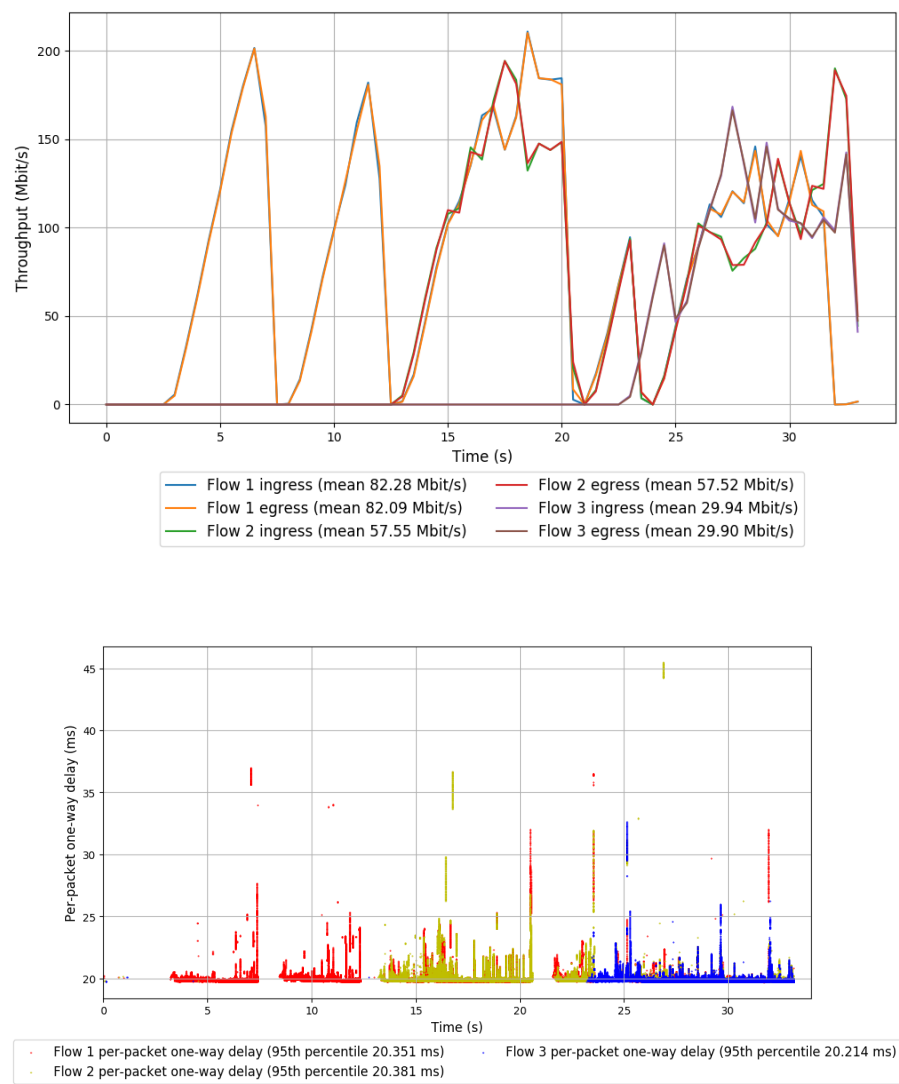 200
150
100
50
0
Throughput (Mbit/s)
0 5 10 15 20 25 30
Time (s)
Flow 1 ingress (mean 82.28 Mbit/s) Flow 2 egress (mean 57.52 Mbit/s)
Flow 1 egress (mean 82.09 Mbit/s) Flow 3 ingress (mean 29.94 Mbit/s)
Flow 2 ingress (mean 57.55 Mbit/s) Flow 3 egress (mean 29.90 Mbit/s)
45
40
35
30
25
20
Per-packet one-way delay (ms)
0 5 10 15 20 25 30
Time (s)
Flow 1 per-packet one-way delay (95th percentile 20.351 ms) Flow 3 per-packet one-way delay (95th percentile 20.214 ms)
Flow 2 per-packet one-way delay (95th percentile 20.381 ms)